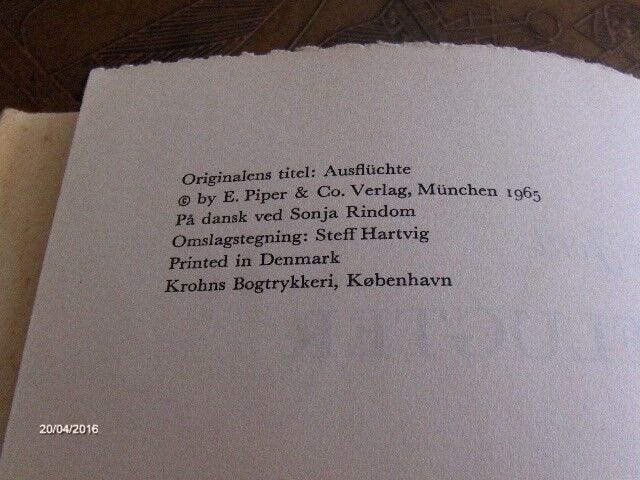 Originalens titel: Ausflüchte
© by E. Piper & Co. Verlag, München 1965
På dansk ved Sonja Rindom
Omslagstegning: Steff Hartvig
Printed in Denmark
Krohns Bogtrykkeri, København
20/04/2016